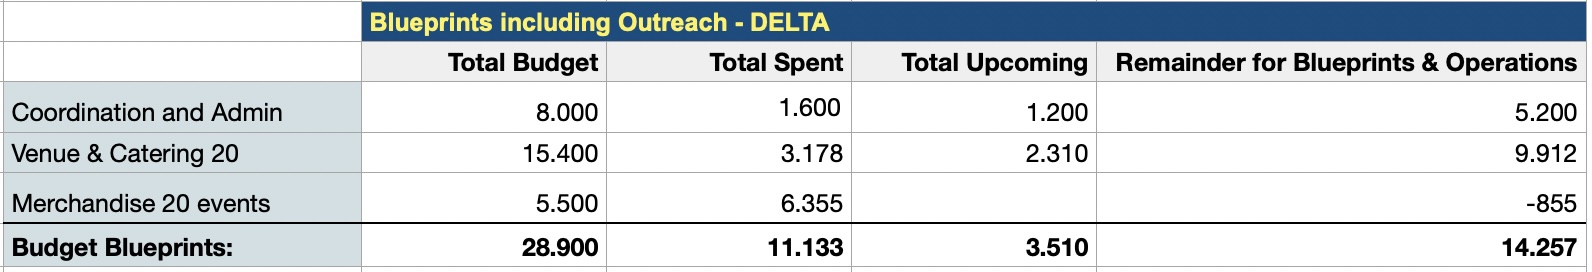 Blueprints including Outreach - DELTA
Total Budget Total Spent Total Upcoming Remainder for Blueprints & Operations
Coordination and Admin 8.000 1.600 1.200 5.200
Venue & Catering 20 15.400 3.178 2.310 9.912
Merchandise 20 events 5.500 6.355 -855
Budget Blueprints: 28.900 11.133 3.510 14.257